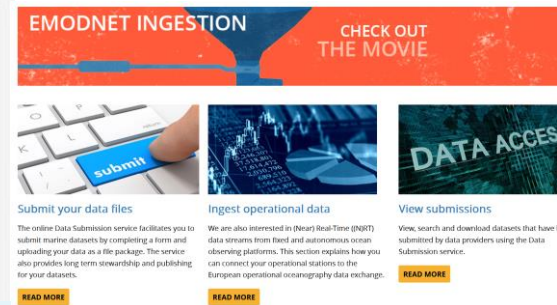 EMODNET INGESTION
CHECK OUT
THE MOVIE
submit
DATA ACCESS
Submit your data files
The online Data Submission service facilitates you to
submit marine datasets by completing a form and
uploading your data as a file package. The service
also provides long term stewardship and publishing
for your datasets.
READ MORE
Ingest operational data
We are also interested in (Near) Real-Time ((N)RT)
data streams from fixed and autonomous ocean
observing platforms. This section explains how you
can connect your operational stations to the
European operational oceanography data exchange.
READ MORE
View submissions
View, search and download datasets that have
submitted by data providers using the Data
Submission service.
READ MORE